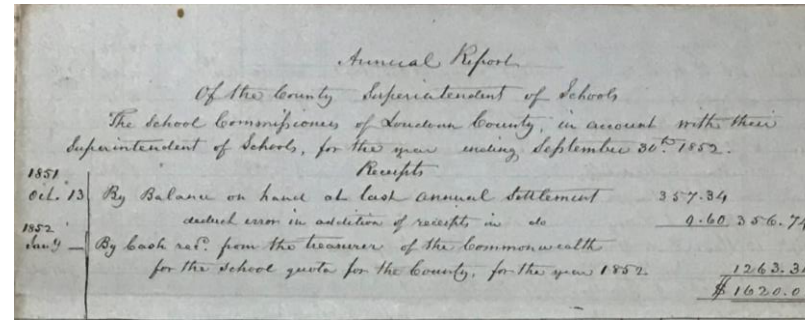 Annual Report
Of the County Superintendent of Schools
The School Commissioners of Loudoun County, in account with their
Superintendent of Schools, for the year ending September 30th 1852.
Receipts
1851
Oct. 13 By Balance on hand at last annual Settlement 357.34
deduct error in addition of receipts in do 0.60 356.74
1852
Jany — By Cash recd. from the treasurer of the Commonwealth
for the School quota for the County, for the year 1852. 1263.34
$ 1620.0